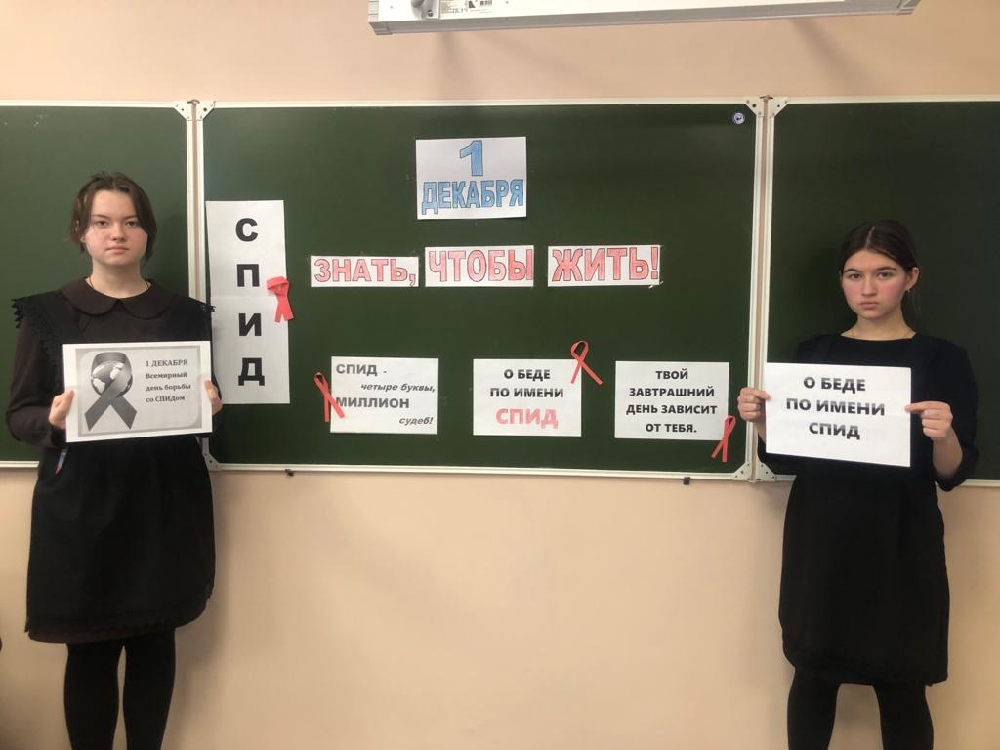 1
ДЕКАБРЯ
ЗНАТЬ, ЧТОБЫ ЖИТЬ!
С
П
И
Д
СПИД -
четыре буквы,
МИЛЛИОН
судеб!
О БЕДЕ
ПО ИМЕНИ
СПИД
ТВОЙ
ЗАВТРАШНИЙ
ДЕНЬ ЗАВИСИТ
ОТ ТЕБЯ.
1 ДЕКАБРЯ
Всемирный
день борьбы
со СПИДом
О БЕДЕ
ПО ИМЕНИ
СПИД